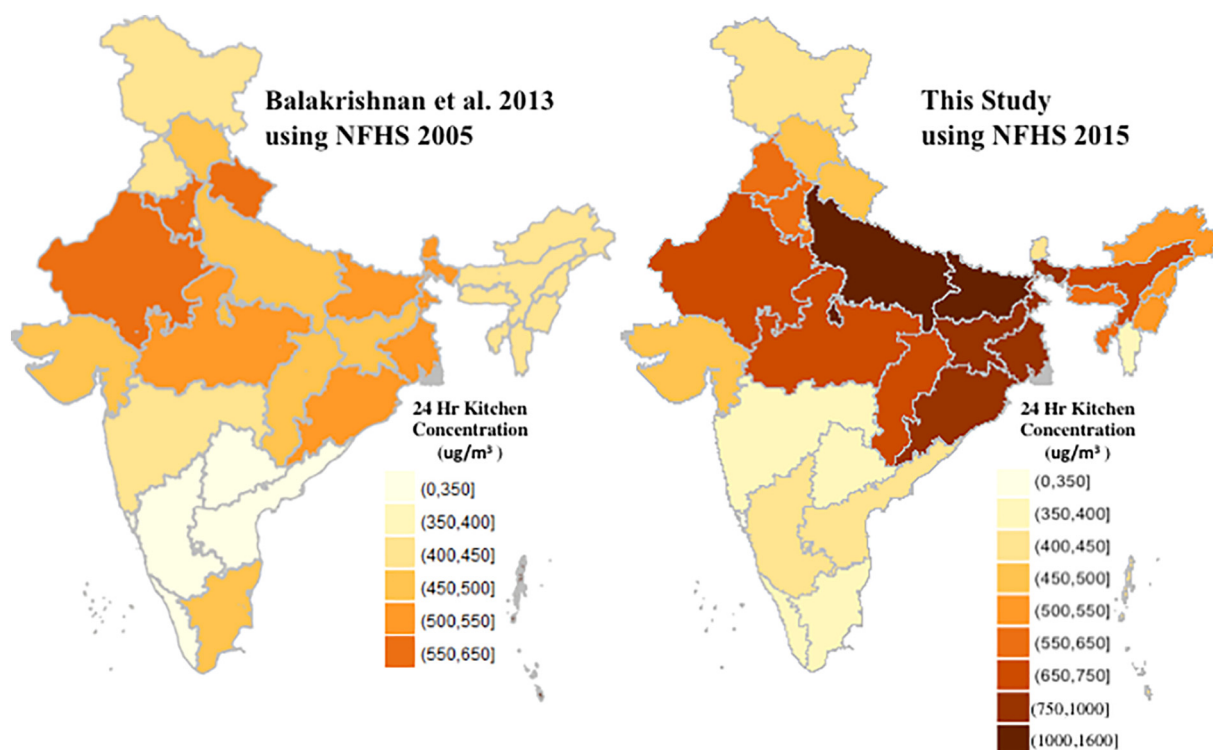 Balakrishnan et al. 2013
using NFHS 2005
24 Hr Kitchen
Concentration
(ug/m³ )
(0,350]
(350,400]
(400,450]
(450,500]
(500,550]
(550,650]
This Study
using NFHS 2015
24 Hr Kitchen
Concentration
(ug/m³ )
(0,350]
(350,400]
(400,450]
(450,500]
(500,550]
(550,650]
(650,750]
(750,1000]
(1000,1600]